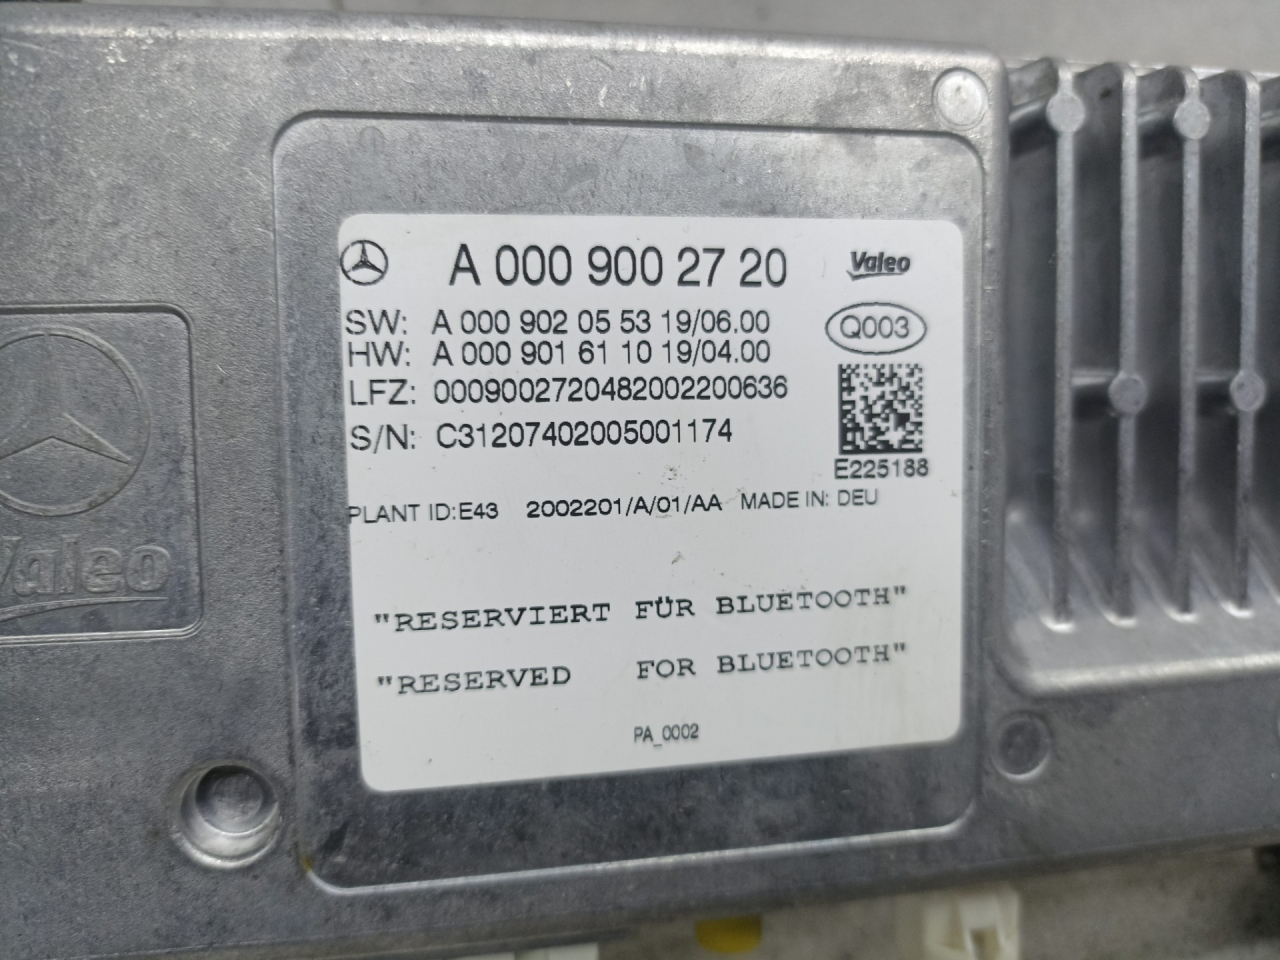 A 000 900 27 20
Valeo
SW: A 000 902 05 53 19/06.00
HW: A 000 901 61 10 19/04.00
Q003
LFZ: 0009002720482002200636
S/N: C31207402005001174
E225188
PLANT ID:E43 2002201/A/01/AA MADE IN: DEU
"RESERVIERT FÜR BLUETOOTH"
"RESERVED FOR BLUETOOTH"
PA_0002
Valeo